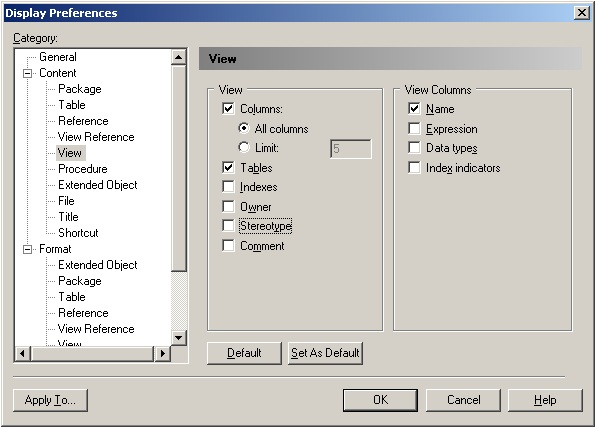 Display Preferences
Category:
General
Content
Package
Table
Reference
View Reference
View
Procedure
Extended Object
File
Title
Shortcut
Format
Extended Object
Package
Table
Reference
View Reference
View
View
View
Columns:
All columns
Limit: 5
Tables
Indexes
Owner
Stereotype
Comment
View Columns
Name
Expression
Data types
Index indicators
Default Set As Default
Apply To... OK Cancel Help